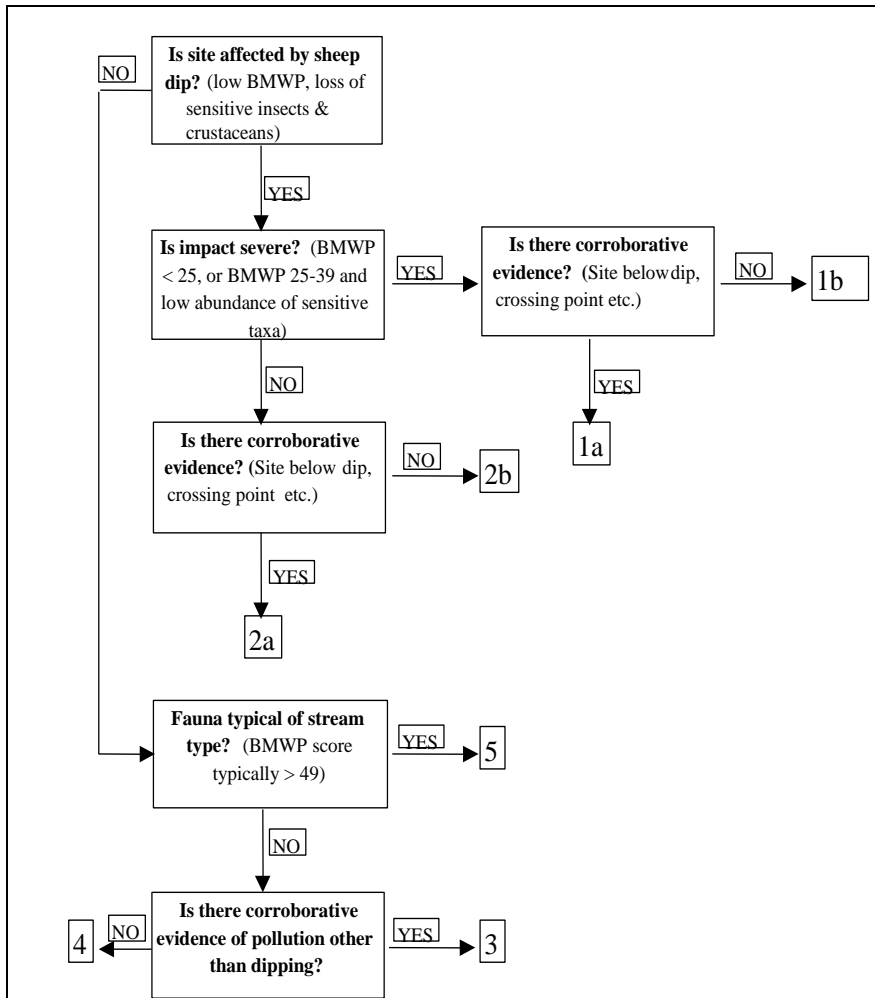 Is site affected by sheep
dip? (low BMWP, loss of
sensitive insects &
crustaceans)
NO
YES
Is impact severe? (BMWP
< 25, or BMWP 25-39 and
low abundance of sensitive
taxa)
YES
Is there corroborative
evidence? (Site below dip,
crossing point etc.)
NO
1b
YES
1a
NO
Is there corroborative
evidence? (Site below dip,
crossing point etc.)
NO
2b
YES
2a
Fauna typical of stream
type? (BMWP score
typically > 49)
YES
5
NO
Is there corroborative
evidence of pollution other
than dipping?
NO
4
YES
3